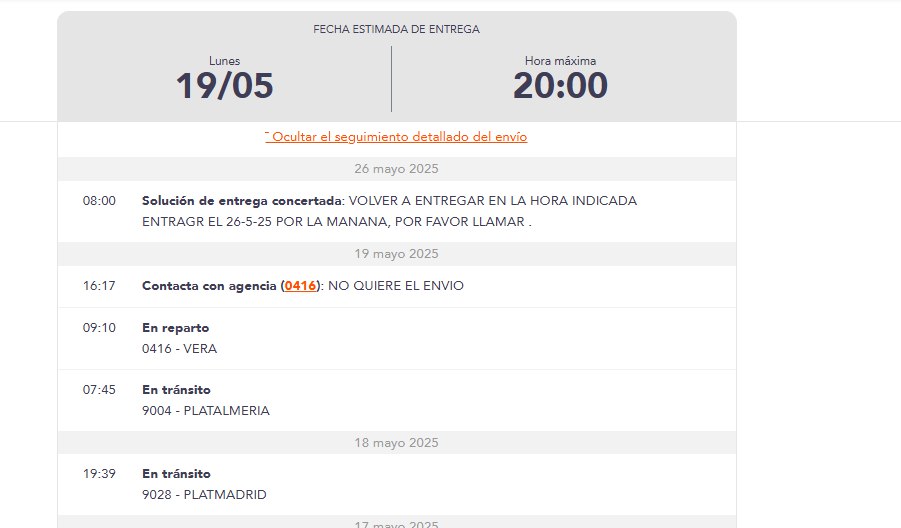 FECHA ESTIMADA DE ENTREGA
Lunes
19/05
Hora máxima
20:00
ˉ Ocultar el seguimiento detallado del envío
26 mayo 2025
08:00 Solución de entrega concertada: VOLVER A ENTREGAR EN LA HORA INDICADA
ENTRAGR EL 26-5-25 POR LA MANANA, POR FAVOR LLAMAR .
19 mayo 2025
16:17 Contacta con agencia (0416): NO QUIERE EL ENVIO
09:10 En reparto
0416 - VERA
07:45 En tránsito
9004 - PLATALMERIA
18 mayo 2025
19:39 En tránsito
9028 - PLATMADRID
17 mayo 2025